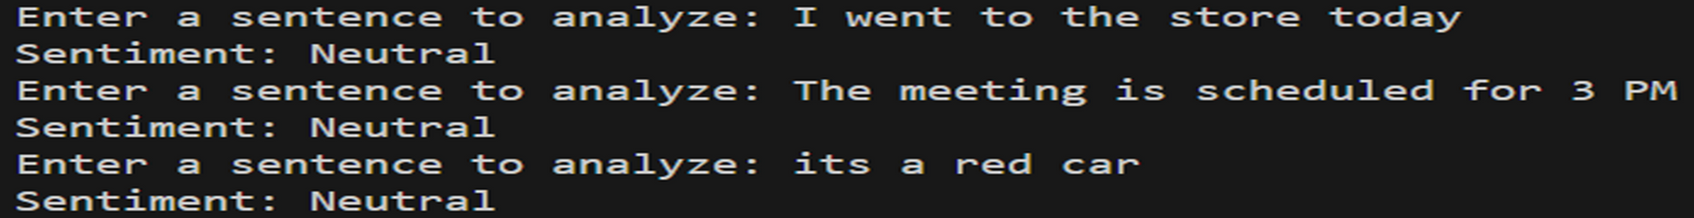 Enter a sentence to analyze: I went to the store today
Sentiment: Neutral
Enter a sentence to analyze: The meeting is scheduled for 3 PM
Sentiment: Neutral
Enter a sentence to analyze: its a red car
Sentiment: Neutral